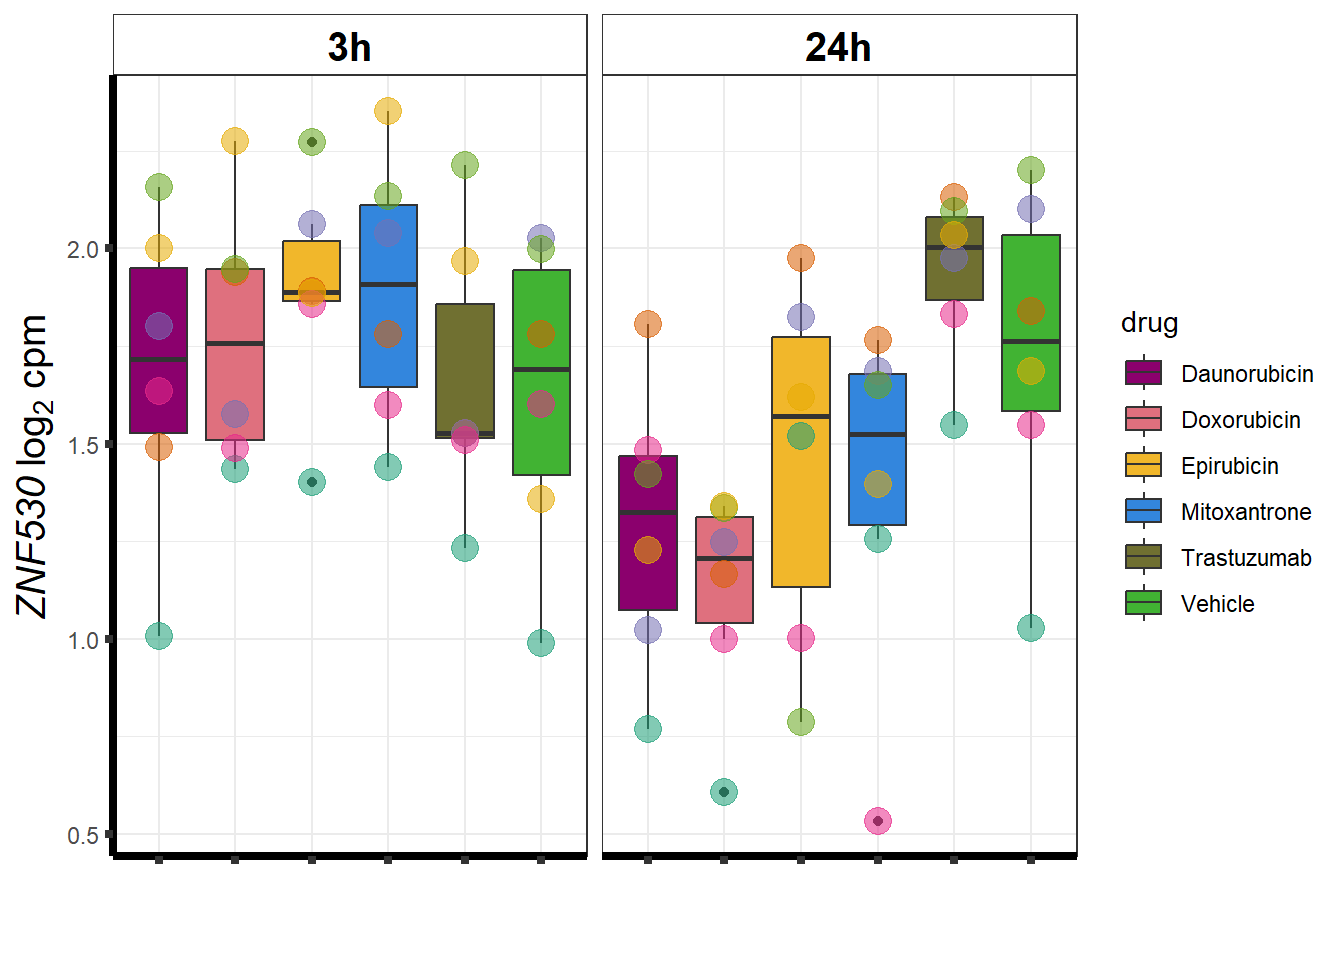 3h
24h
ZNF530 log₂ cpm
2.0
1.5
1.0
0.5
drug
Daunorubicin
Doxorubicin
Epirubicin
Mitoxantrone
Trastuzumab
Vehicle